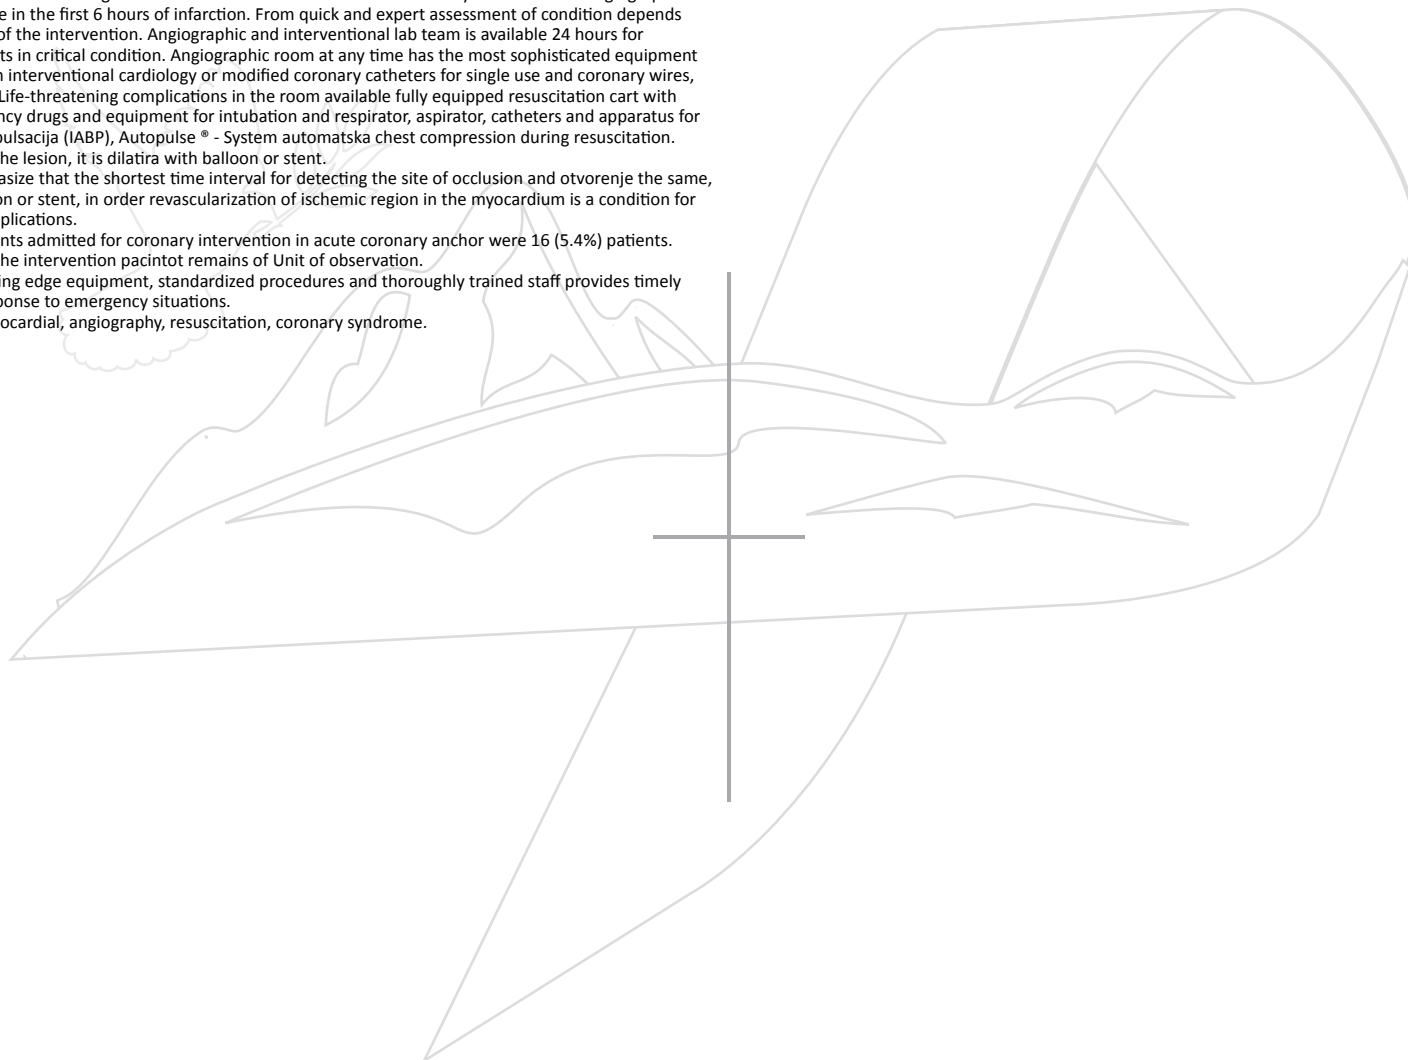 e in the first 6 hours of infarction. From quick and expert assessment of condition depends
of the intervention. Angiographic and interventional lab team is available 24 hours for
ts in critical condition. Angiographic room at any time has the most sophisticated equipment
n interventional cardiology or modified coronary catheters for single use and coronary wires,
Life-threatening complications in the room available fully equipped resuscitation cart with
ncy drugs and equipment for intubation and respirator, aspirator, catheters and apparatus for
pulsacija (IABP), Autopulse ® - System automatska chest compression during resuscitation.
he lesion, it is dilatira with balloon or stent.
asize that the shortest time interval for detecting the site of occlusion and otvorenje the same,
on or stent, in order revascularization of ischemic region in the myocardium is a condition for
plications.
nts admitted for coronary intervention in acute coronary anchor were 16 (5.4%) patients.
he intervention pacintot remains of Unit of observation.
ing edge equipment, standardized procedures and thoroughly trained staff provides timely
ponse to emergency situations.
ocardial, angiography, resuscitation, coronary syndrome.